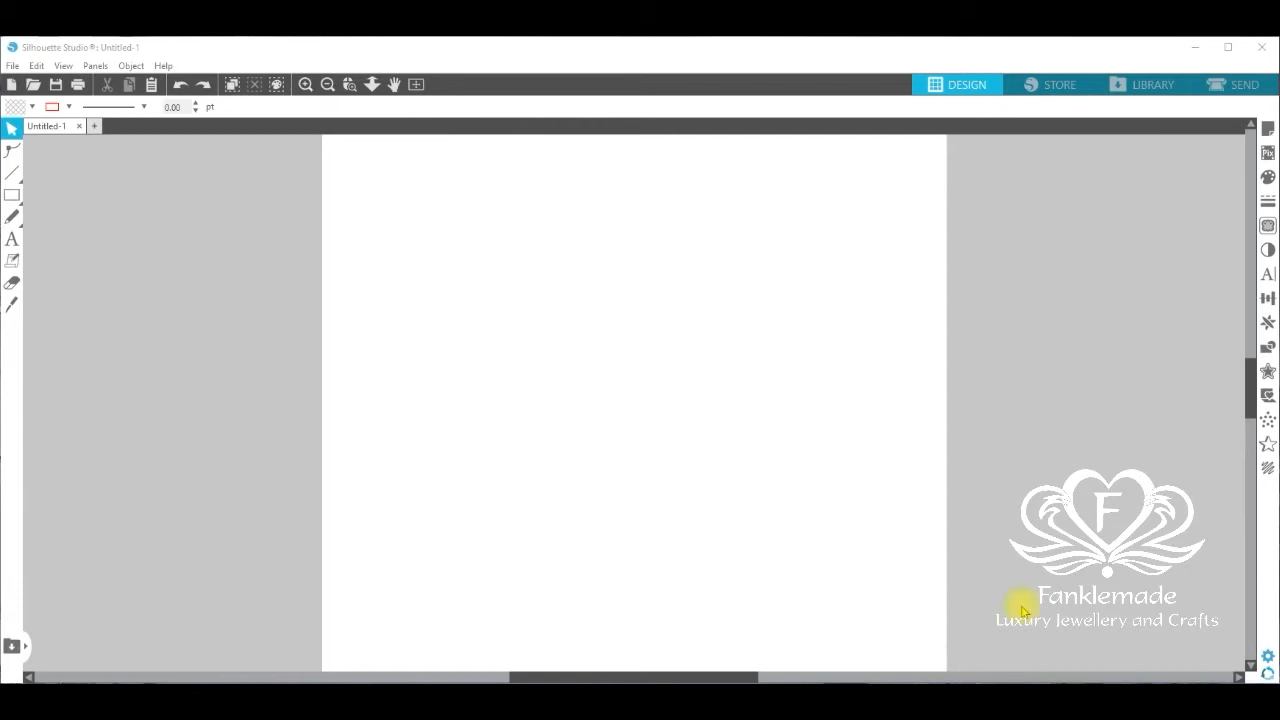 Silhouette Studio®: Untitled-1
File Edit View Panels Object Help
DESIGN STORE LIBRARY SEND
0.00 pt
Untitled-1
Pix
A
A
F
Fanklemade
Luxury Jewellery and Crafts